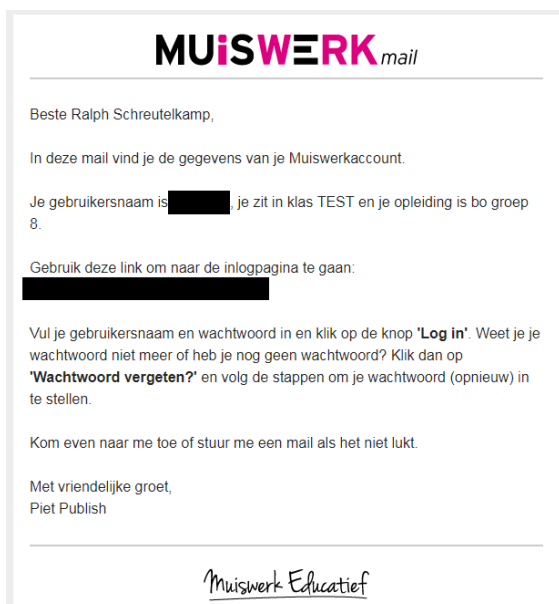 MUiSWERK mail
Beste Ralph Schreutelkamp,
In deze mail vind je de gegevens van je Muiswerkaccount.
Je gebruikersnaam is , je zit in klas TEST en je opleiding is bo groep
8.
Gebruik deze link om naar de inlogpagina te gaan:
Vul je gebruikersnaam en wachtwoord in en klik op de knop 'Log in'. Weet je je
wachtwoord niet meer of heb je nog geen wachtwoord? Klik dan op
'Wachtwoord vergeten?' en volg de stappen om je wachtwoord (opnieuw) in
te stellen.
Kom even naar me toe of stuur me een mail als het niet lukt.
Met vriendelijke groet,
Piet Publish
Muiswerk Educatief